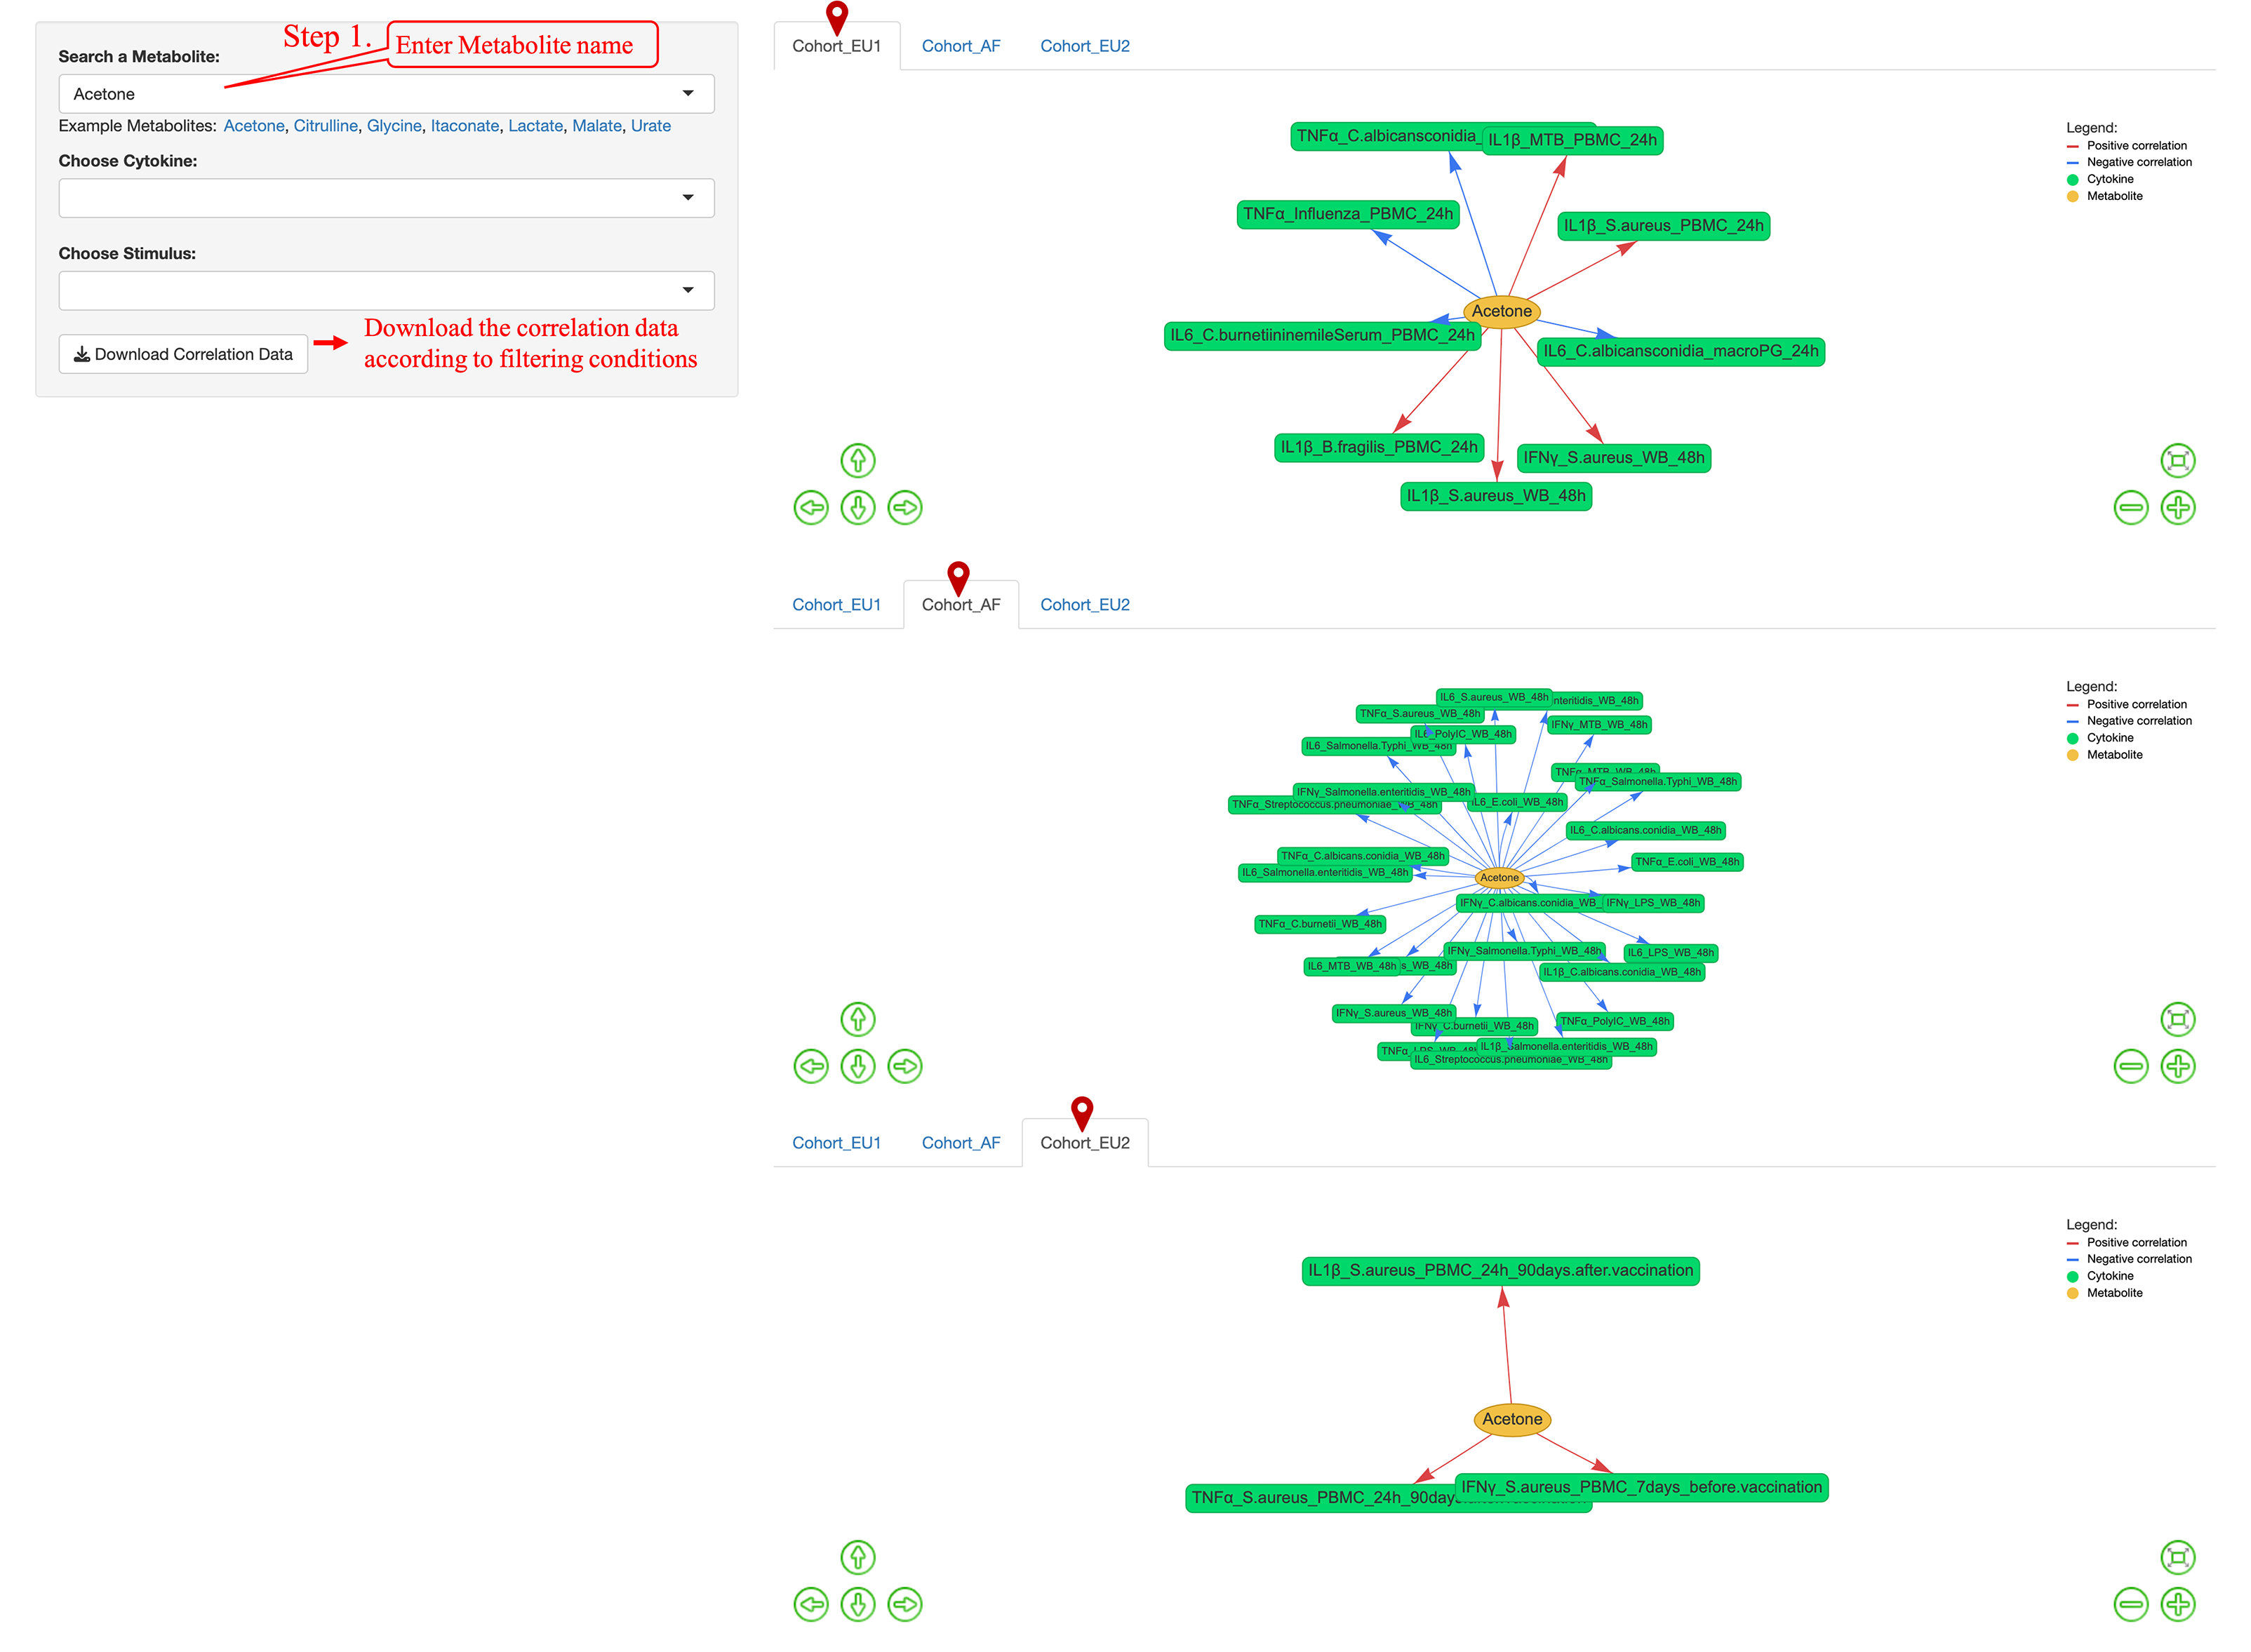 Step 1.
Enter Metabolite name
Search a Metabolite:
Acetone
Example Metabolites: Acetone, Citrulline, Glycine, Itaconate, Lactate, Malate, Urate
Choose Cytokine:
Choose Stimulus:
Download Correlation Data
Download the correlation data
according to filtering conditions
Cohort_EU1 Cohort_AF Cohort_EU2
TNFα_C.albicansconidia_
IL1β_MTB_PBMC_24h
TNFα_Influenza_PBMC_24h
IL1β_S.aureus_PBMC_24h
Acetone
IL6_C.burnetiininemileSerum_PBMC_24h
IL6_C.albicansconidia_macroPG_24h
IL1β_B.fragilis_PBMC_24h
IFNγ_S.aureus_WB_48h
IL1β_S.aureus_WB_48h
Legend:
Positive correlation
Negative correlation
Cytokine
Metabolite
Cohort_EU1 Cohort_AF Cohort_EU2
IL6_S.aureus_WB_48h
nteritidis_WB_48h
TNFα_S.aureus_WB_48h
IFNγ_MTB_WB_48h
IL6_PolyIC_WB_48h
IL6_Salmonella.Typhi_WB_48h
TNFα_MTB_WB_48h
TNFα_Salmonella.Typhi_WB_48h
IFNγ_Salmonella.enteritidis_WB_48h
TNFα_Streptococcus.pneumoniae_WB_48h
IL6_E.coli_WB_48h
IL6_C.albicans.conidia_WB_48h
TNFα_C.albicans.conidia_WB_48h
TNFα_E.coli_WB_48h
IL6_Salmonella.enteritidis_WB_48h
Acetone
IFNγ_C.albicans.conidia_WB_
IFNγ_LPS_WB_48h
TNFα_C.burnetii_WB_48h
IFNγ_Salmonella.Typhi_WB_48h
IL6_LPS_WB_48h
IL6_MTB_WB_48h
s_WB_48h
IL1β_C.albicans.conidia_WB_48h
IFNγ_S.aureus_WB_48h
TNFα_PolyIC_WB_48h
IFNγ_C.burnetii_WB_48h
TNFα_LPS_WB_48h
IL1β_Salmonella.enteritidis_WB_48h
IL6_Streptococcus.pneumoniae_WB_48h
Legend:
Positive correlation
Negative correlation
Cytokine
Metabolite
Cohort_EU1 Cohort_AF Cohort_EU2
IL1β_S.aureus_PBMC_24h_90days.after.vaccination
Acetone
IFNγ_S.aureus_PBMC_7days_before.vaccination
TNFα_S.aureus_PBMC_24h_90days.after.vaccination
Legend:
Positive correlation
Negative correlation
Cytokine
Metabolite